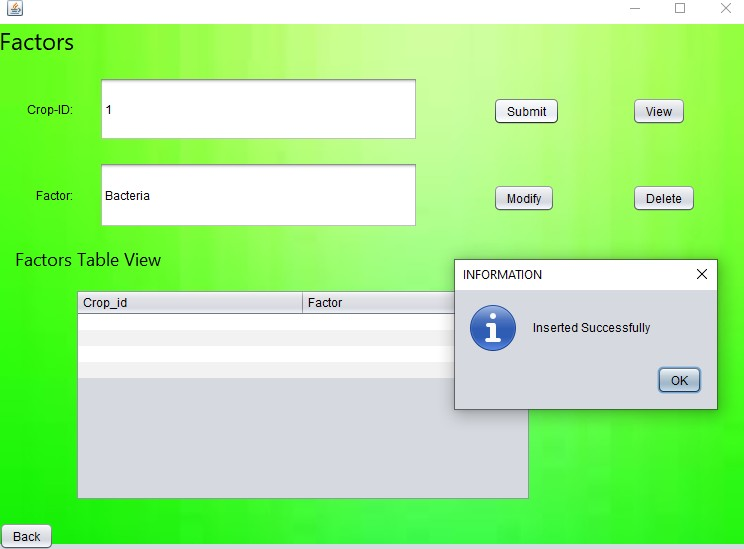 Factors
Crop-ID:
1
Submit
View
Factor:
Bacteria
Modify
Delete
Factors Table View
Crop_id
Factor
INFORMATION
Inserted Successfully
OK
Back